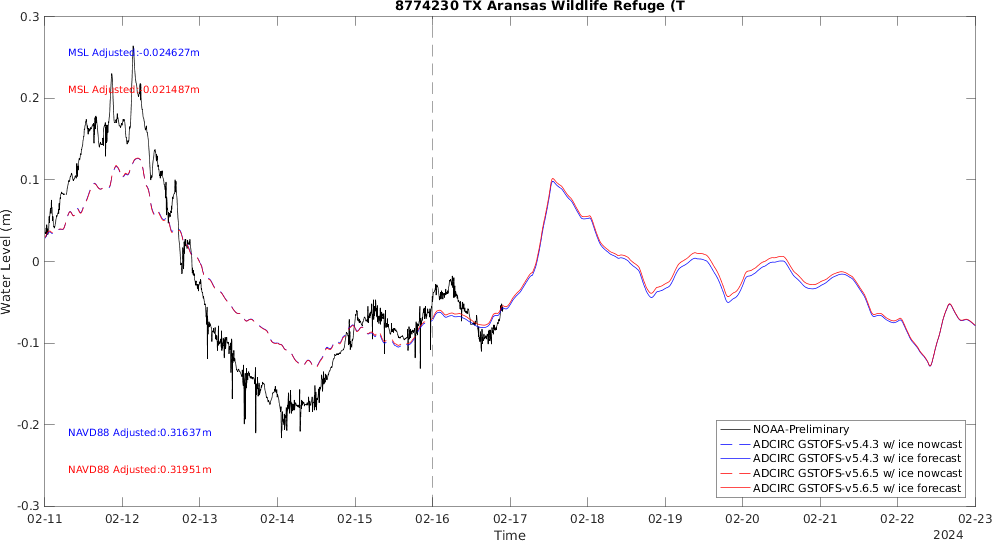 8774230 TX Aransas Wildlife Refuge (T
0.3
0.2
0.1
0
-0.1
-0.2
-0.3
Water Level (m)
MSL Adjusted:-0.024627m
MSL Adjusted:-0.021487m
NAVD88 Adjusted:0.31637m
NAVD88 Adjusted:0.31951m
NOAA-Preliminary
ADCIRC GSTOFS-v5.4.3 w/ ice nowcast
ADCIRC GSTOFS-v5.4.3 w/ ice forecast
ADCIRC GSTOFS-v5.6.5 w/ ice nowcast
ADCIRC GSTOFS-v5.6.5 w/ ice forecast
02-11 02-12 02-13 02-14 02-15 02-16 02-17 02-18 02-19 02-20 02-21 02-22 02-23
Time
2024